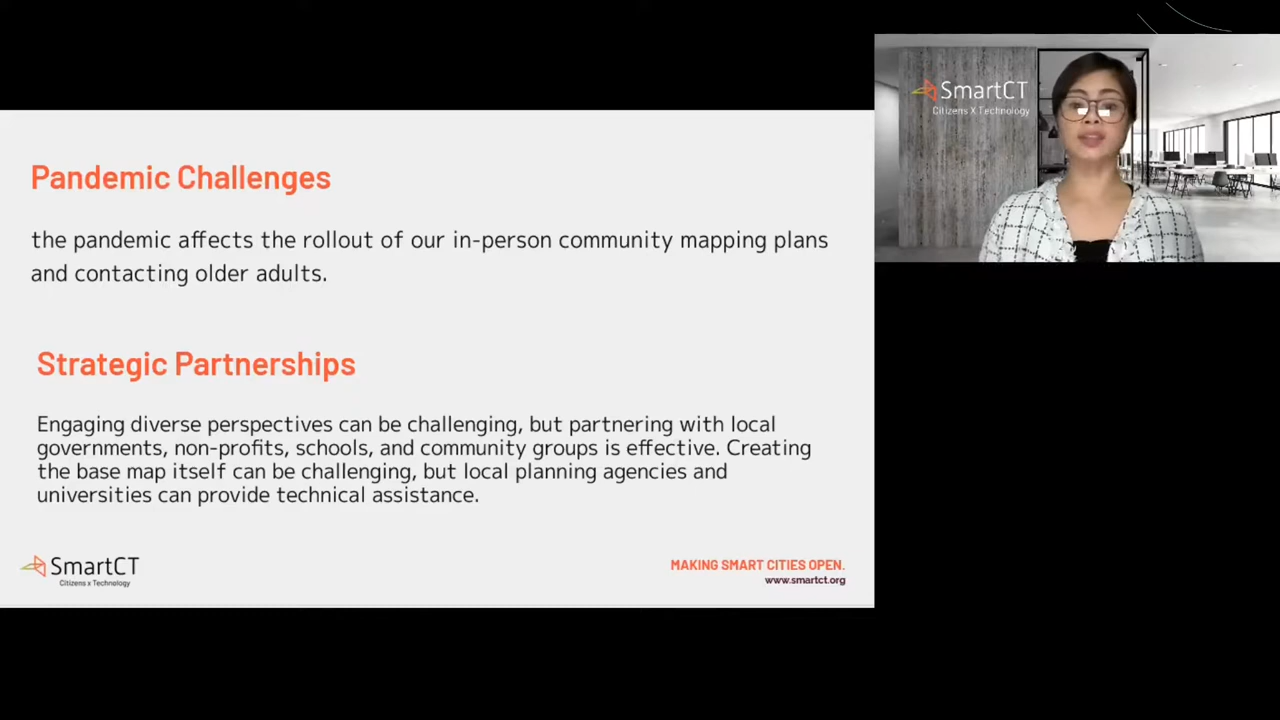 Pandemic Challenges
the pandemic affects the rollout of our in-person community mapping plans
and contacting older adults.
Strategic Partnerships
Engaging diverse perspectives can be challenging, but partnering with local
governments, non-profits, schools, and community groups is effective. Creating
the base map itself can be challenging, but local planning agencies and
universities can provide technical assistance.
SmartCT
Citizens x Technology
MAKING SMART CITIES OPEN.
www.smartct.org
SmartCT
Citizens X Technology